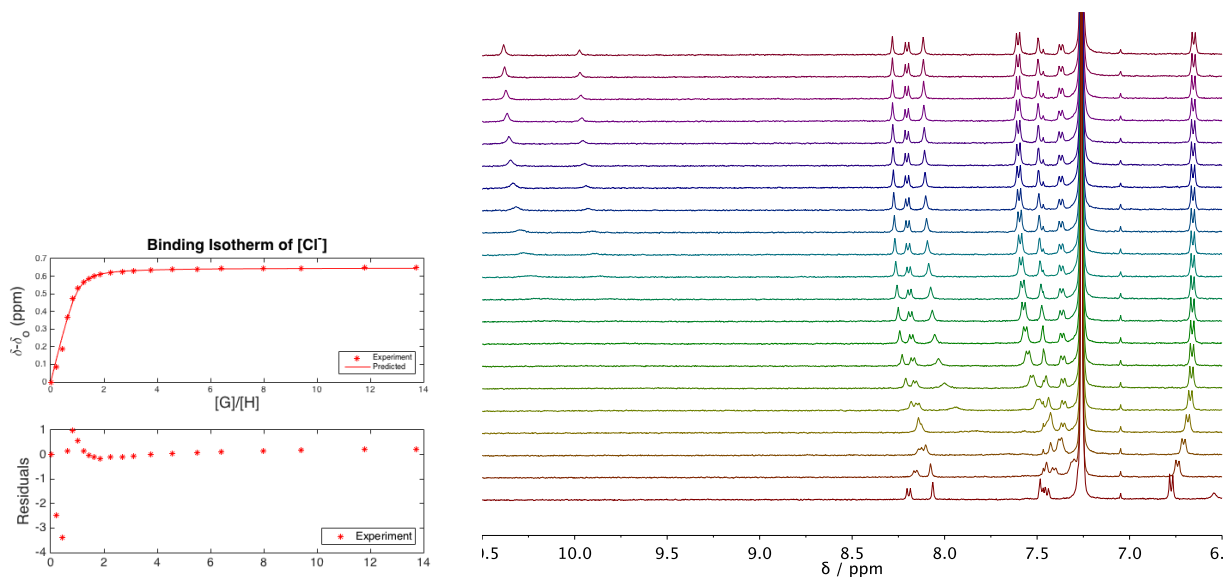 Binding Isotherm of [Cl⁻]
0.7
0.6
0.5
0.4
0.3
0.2
0.1
0
δ-δo (ppm)
Experiment
Predicted
0 2 4 6 8 10 12 14
[G]/[H]
1
0
-1
-2
-3
-4
Residuals
Experiment
0 2 4 6 8 10 12 14
.5 10.0 9.5 9.0 8.5 8.0 7.5 7.0 6.
δ / ppm